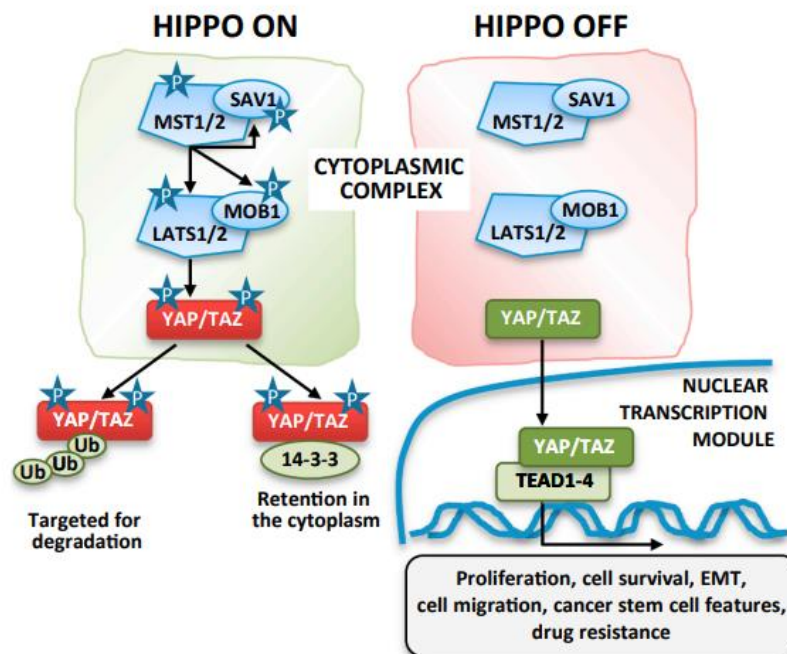 HIPPO ON
P
SAV1
P
MST1/2
P
P
MOB1
LATS1/2
P
P
YAP/TAZ
P
P
YAP/TAZ
Ub
Ub
Ub
Targeted for
degradation
P
P
YAP/TAZ
14-3-3
Retention in
the cytoplasm
CYTOPLASMIC
COMPLEX
HIPPO OFF
SAV1
MST1/2
MOB1
LATS1/2
YAP/TAZ
NUCLEAR
TRANSCRIPTION
MODULE
YAP/TAZ
TEAD1-4
Proliferation, cell survival, EMT,
cell migration, cancer stem cell features,
drug resistance